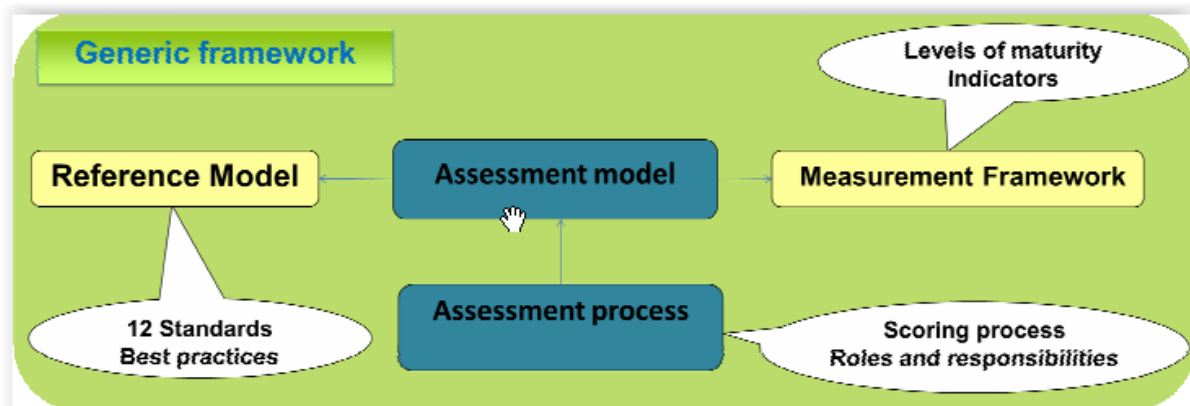 Generic framework
Levels of maturity
Indicators
Reference Model
Assessment model
Measurement Framework
Assessment process
12 Standards
Best practices
Scoring process
Roles and responsibilities